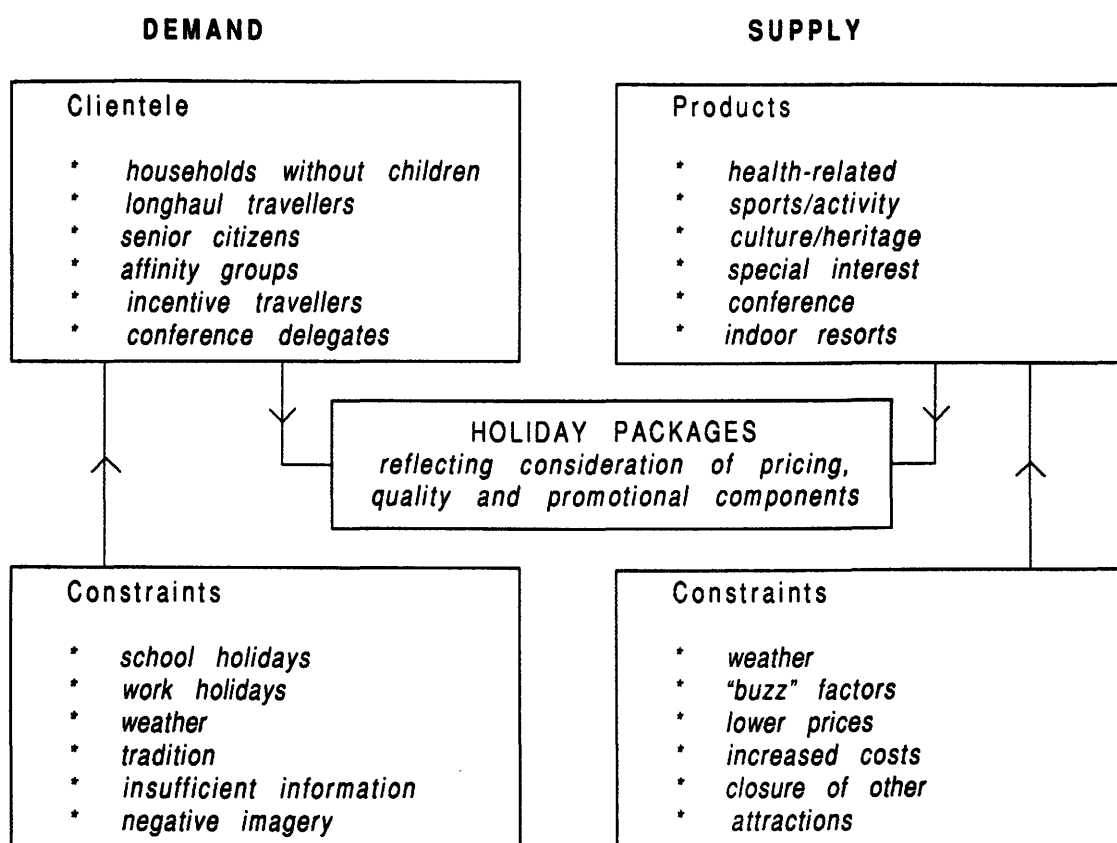 DEMAND
SUPPLY
Clientele
* households without children
* longhaul travellers
* senior citizens
* affinity groups
* incentive travellers
* conference delegates
Products
* health-related
* sports/activity
* culture/heritage
* special interest
* conference
* indoor resorts
HOLIDAY PACKAGES
reflecting consideration of pricing,
quality and promotional components
Constraints
* school holidays
* work holidays
* weather
* tradition
* insufficient information
* negative imagery
Constraints
* weather
* "buzz" factors
* lower prices
* increased costs
* closure of other
* attractions